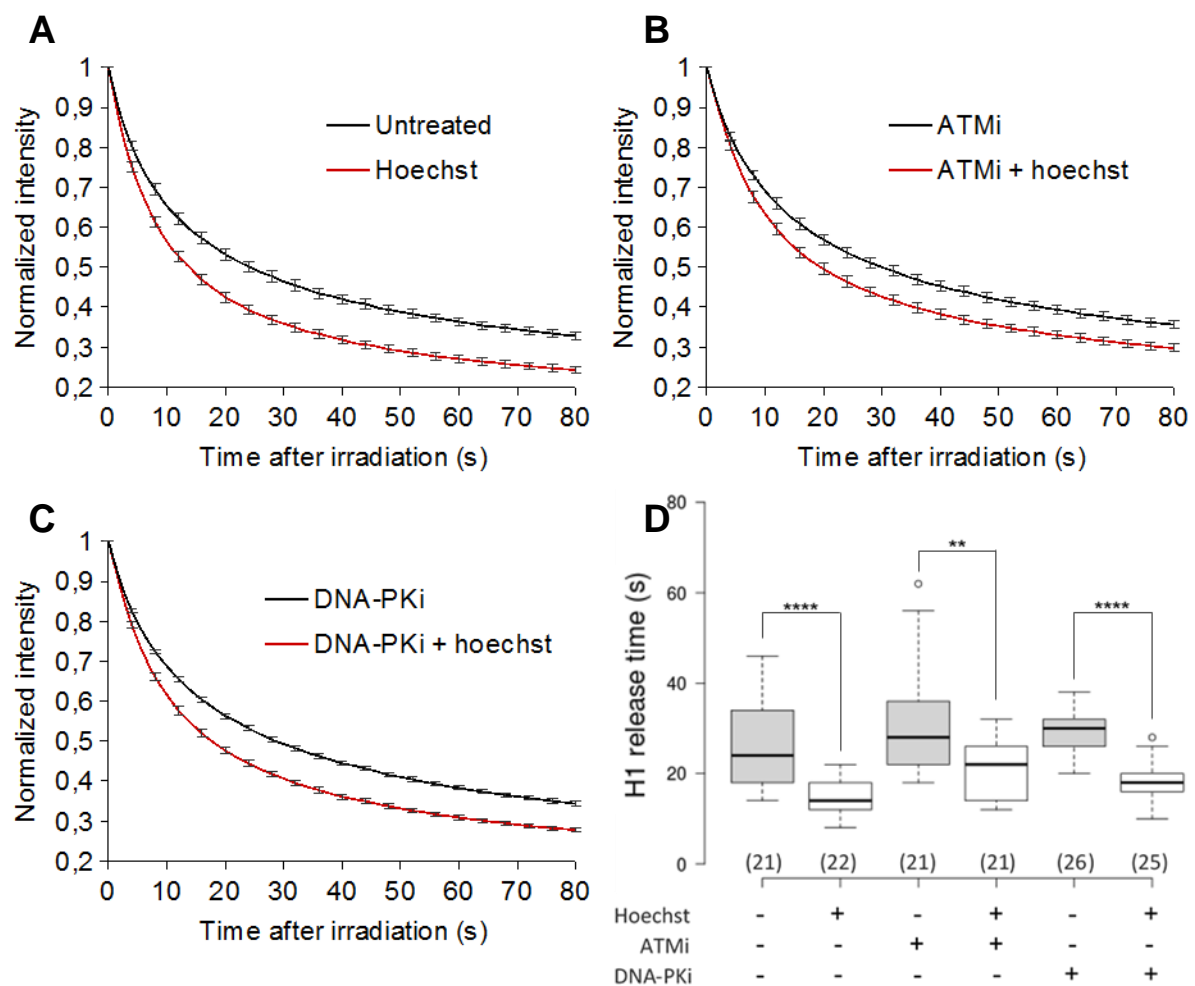 A
Normalized intensity
1
0,9
0,8
0,7
0,6
0,5
0,4
0,3
0,2
Untreated
Hoechst
0 10 20 30 40 50 60 70 80
Time after irradiation (s)
B
Normalized intensity
1
0,9
0,8
0,7
0,6
0,5
0,4
0,3
0,2
ATMi
ATMi + hoechst
0 10 20 30 40 50 60 70 80
Time after irradiation (s)
C
Normalized intensity
1
0,9
0,8
0,7
0,6
0,5
0,4
0,3
0,2
DNA-PKi
DNA-PKi + hoechst
0 10 20 30 40 50 60 70 80
Time after irradiation (s)
D
H1 release time (s)
80
60
40
20
0
**** ** ****
(21) (22) (21) (21) (26) (25)
Hoechst - + - + - +
ATMi - - + + - -
DNA-PKi - - - - + +